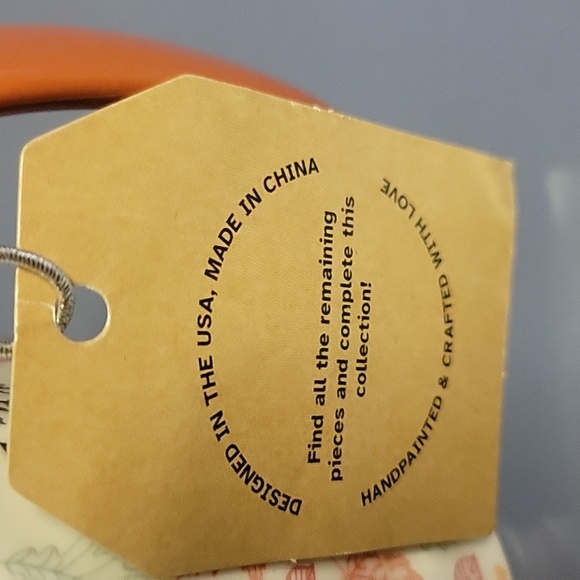 DESIGNED IN THE USA, MADE IN CHINA
Find all the remaining
pieces and complete this
collection!
HANDPAINTED & CRAFTED WITH LOVE